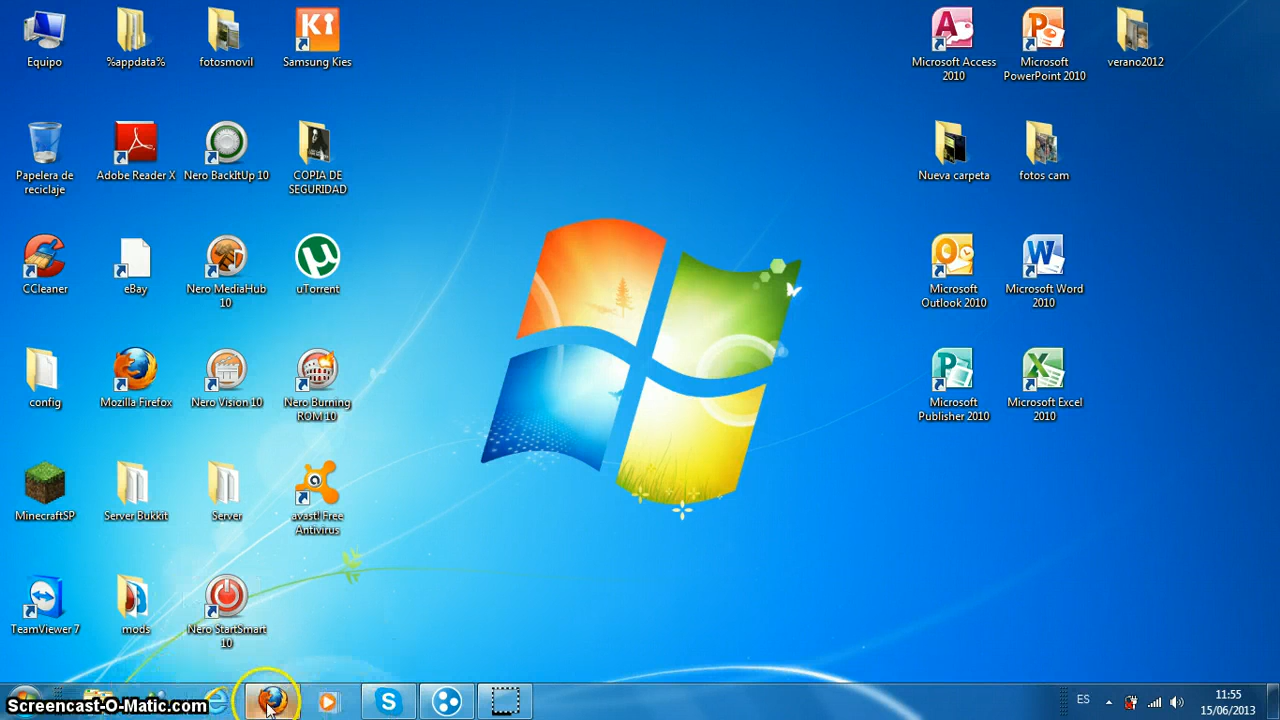 Equipo
%appdata%
fotosmovil
Ki
Samsung Kies
A
Microsoft Access
2010
P
Microsoft
PowerPoint 2010
verano2012
Papelera de
reciclaje
Adobe Reader X
Nero BackItUp 10
COPIA DE
SEGURIDAD
Nueva carpeta
fotos cam
CCleaner
eBay
Nero MediaHub
10
µ
uTorrent
O
Microsoft
Outlook 2010
W
Microsoft Word
2010
config
Mozilla Firefox
Nero Vision 10
Nero Burning
ROM 10
P
Microsoft
Publisher 2010
X
Microsoft Excel
2010
MinecraftSP
Server Bukkit
Server
a
avast! Free
Antivirus
TeamViewer 7
mods
Nero StartSmart
10
Screencast-O-Matic.com
S
ES
11:55
15/06/2013